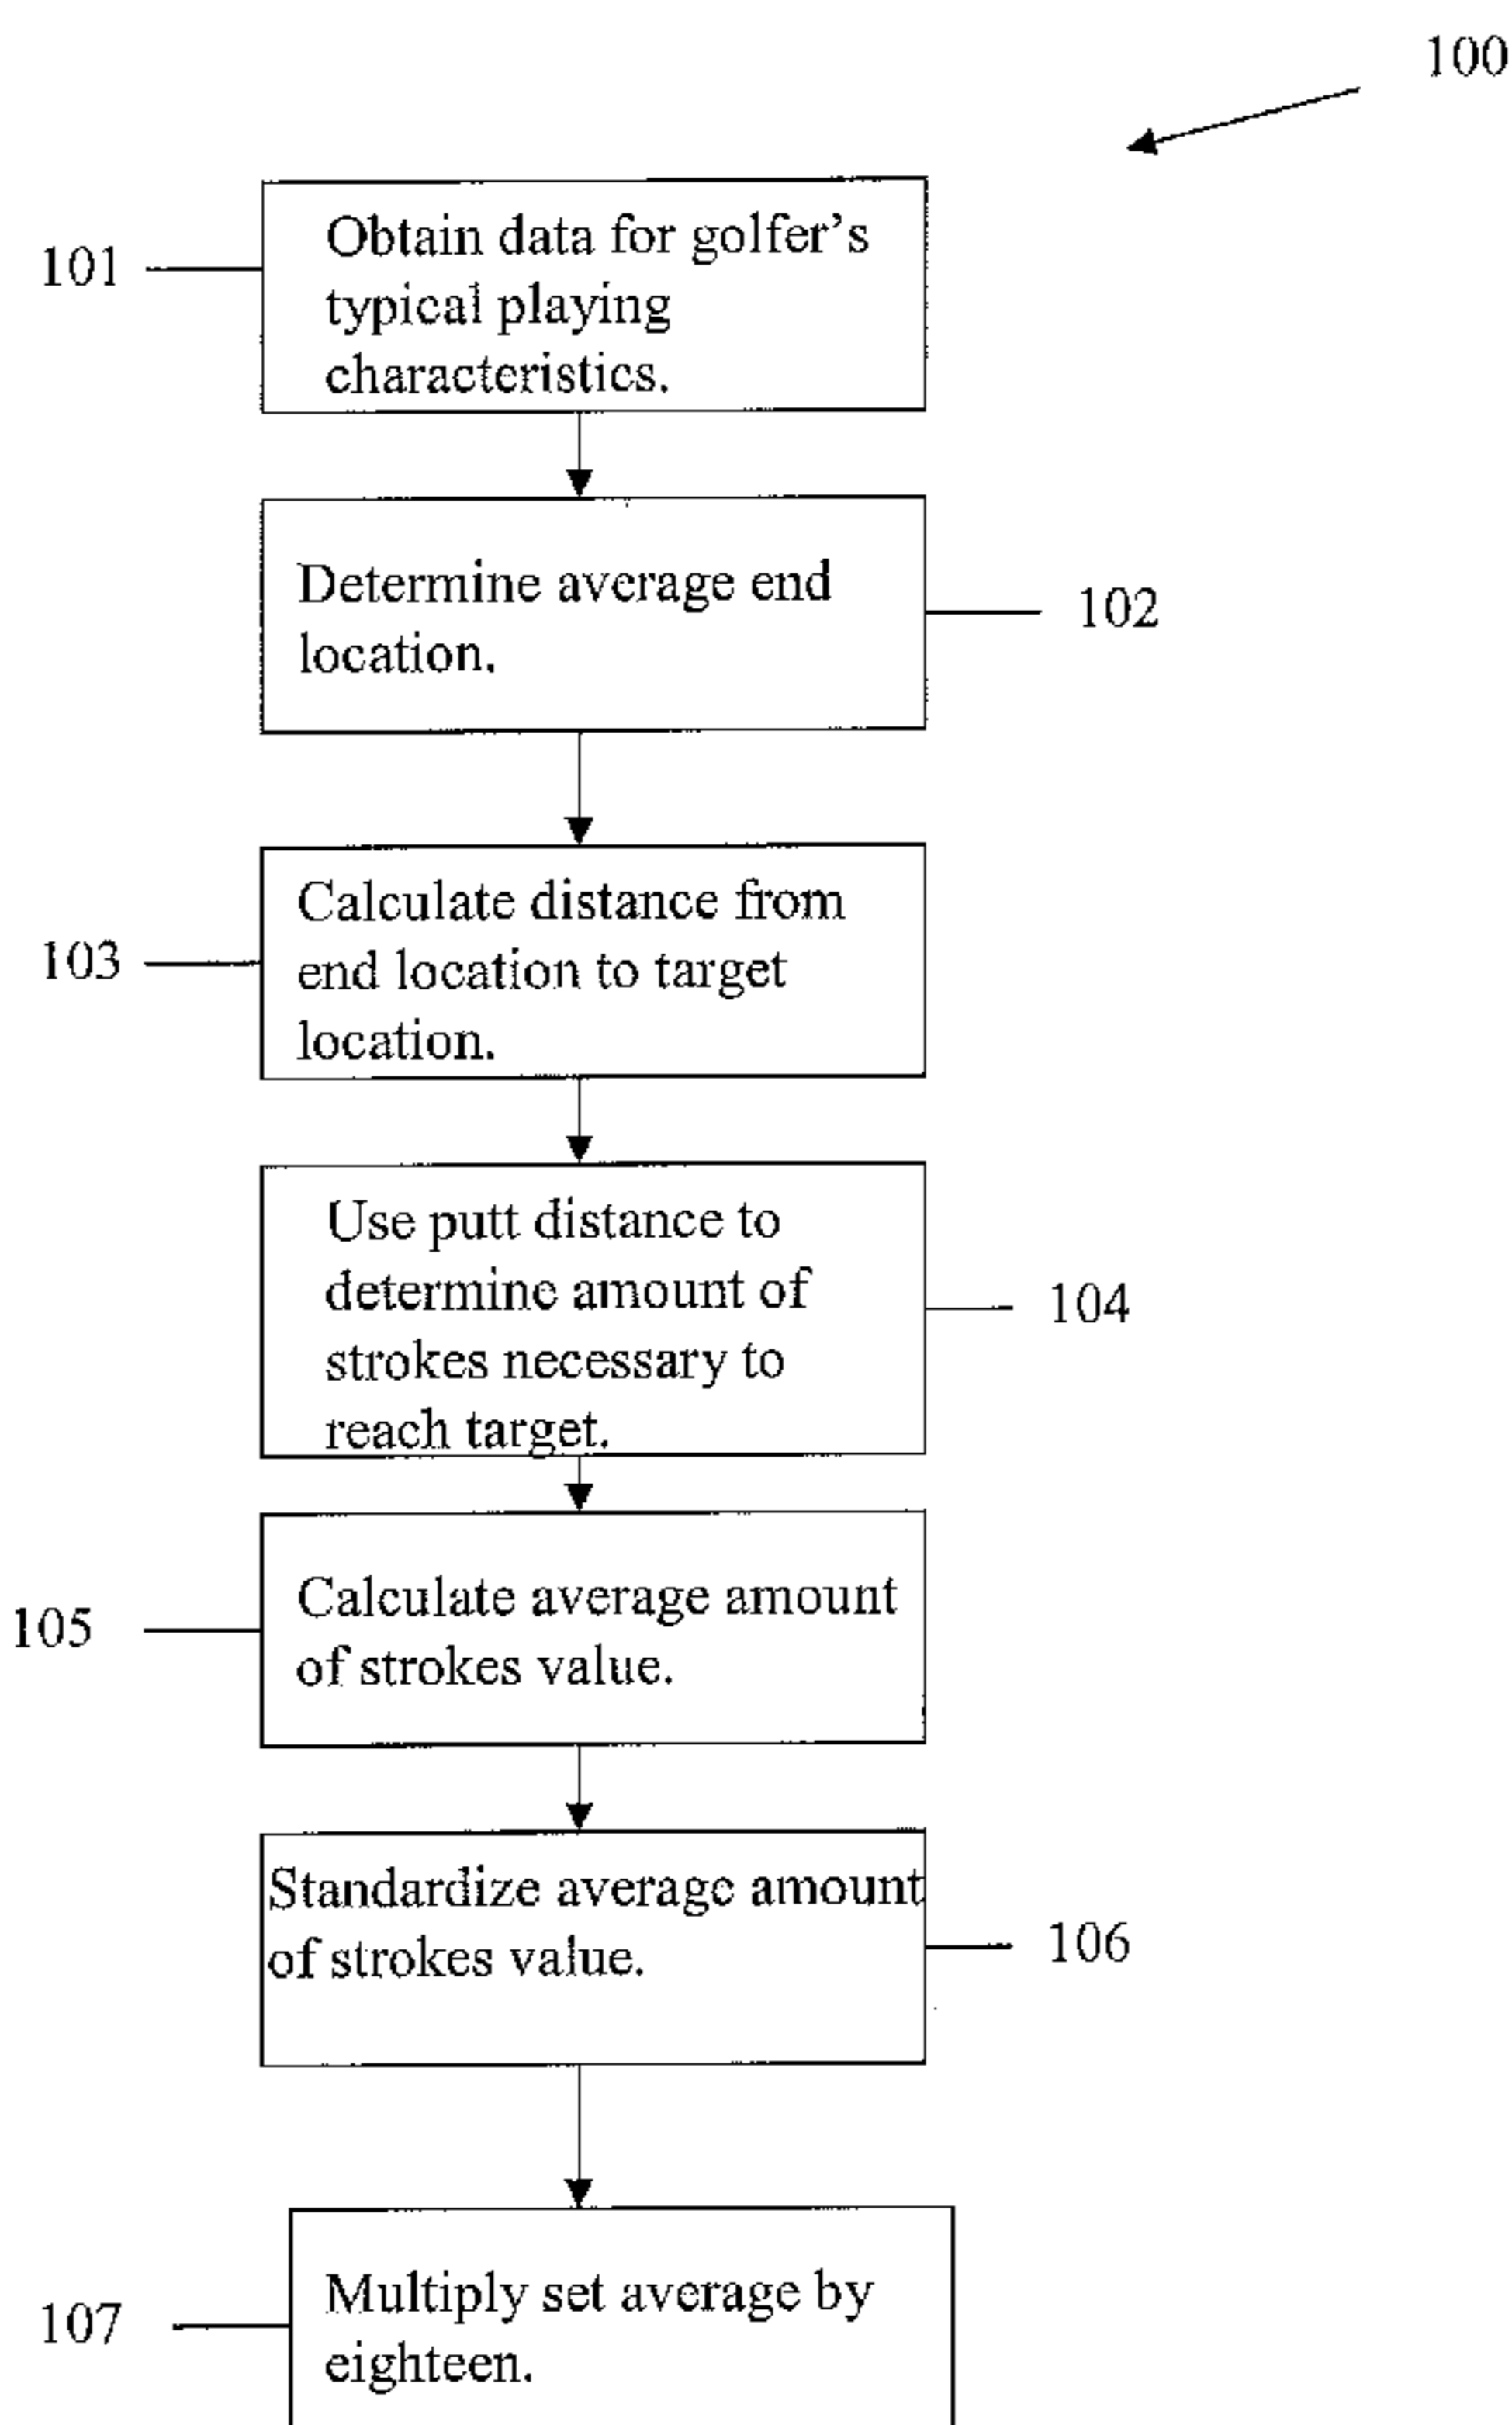 100
101
Obtain data for golfer’s
typical playing
characteristics.
Determine average end
location.
102
103
Calculate distance from
end location to target
location.
Use putt distance to
determine amount of
strokes necessary to
reach target.
104
105
Calculate average amount
of strokes value.
Standardize average amount
of strokes value.
106
107
Multiply set average by
eighteen.